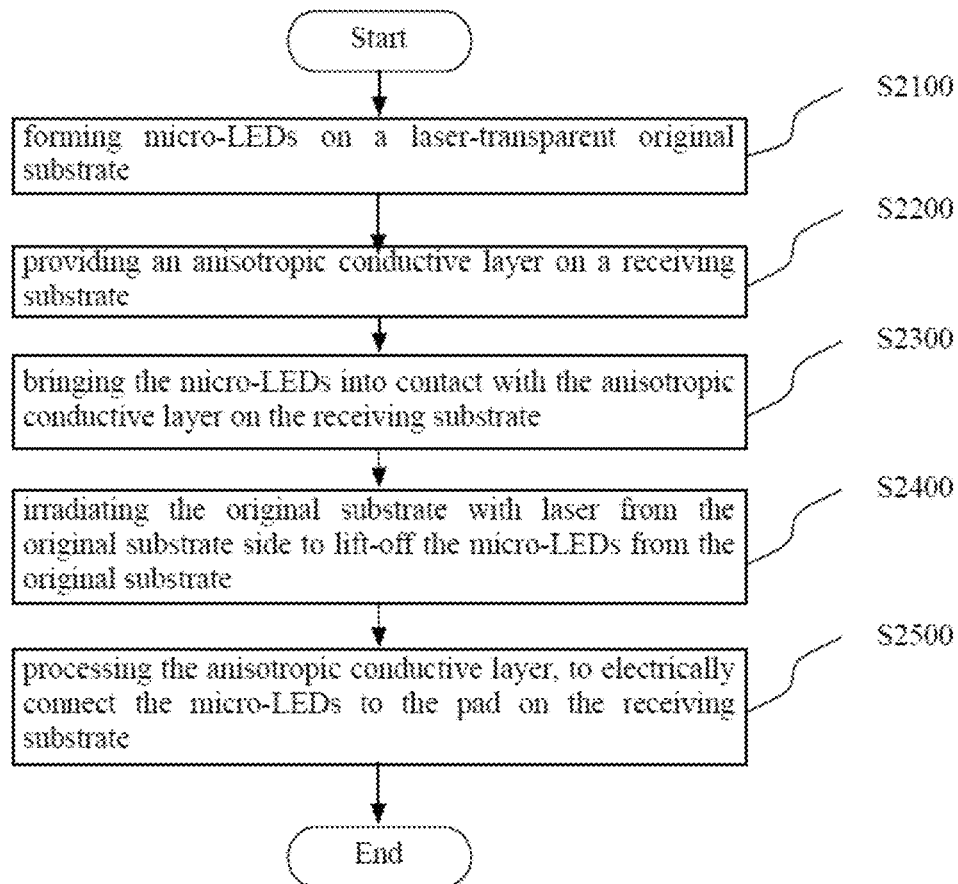 Start
S2100
forming micro-LEDs on a laser-transparent original
substrate
S2200
providing an anisotropic conductive layer on a receiving
substrate
S2300
bringing the micro-LEDs into contact with the anisotropic
conductive layer on the receiving substrate
S2400
irradiating the original substrate with laser from the
original substrate side to lift-off the micro-LEDs from the
original substrate
S2500
processing the anisotropic conductive layer, to electrically
connect the micro-LEDs to the pad on the receiving
substrate
End